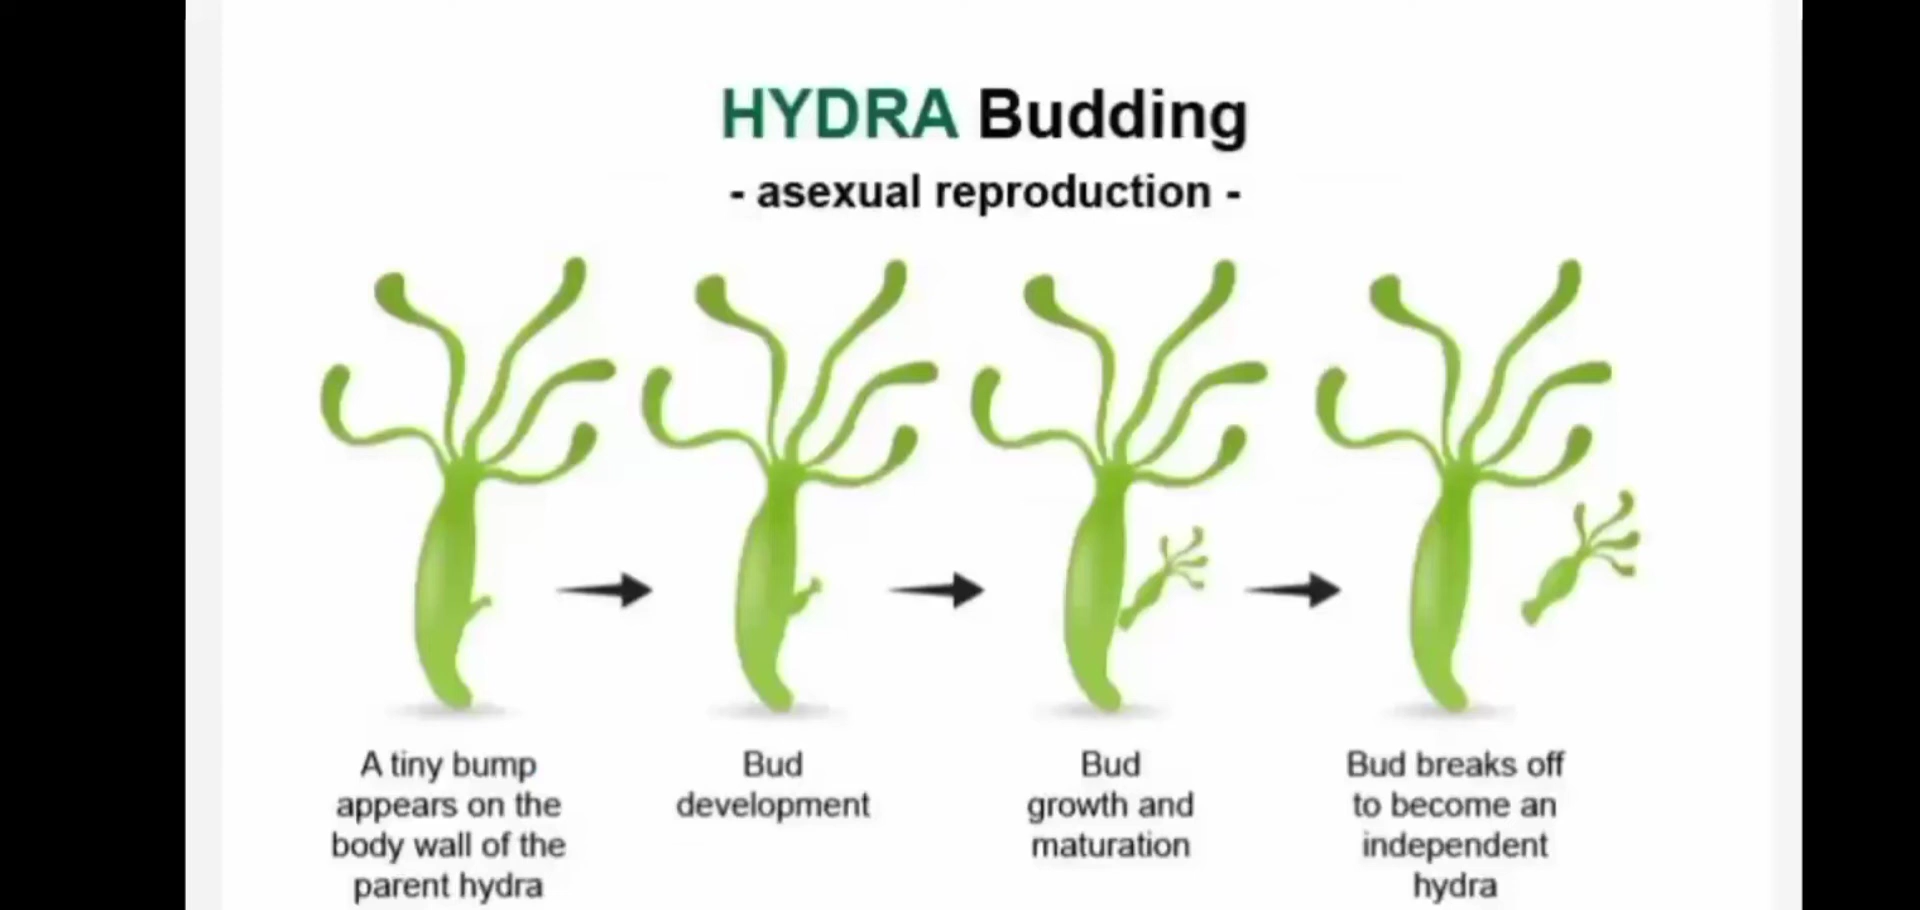 HYDRA Budding
- asexual reproduction -
A tiny bump
appears on the
body wall of the
parent hydra
Bud
development
Bud
growth and
maturation
Bud breaks off
to become an
independent
hydra